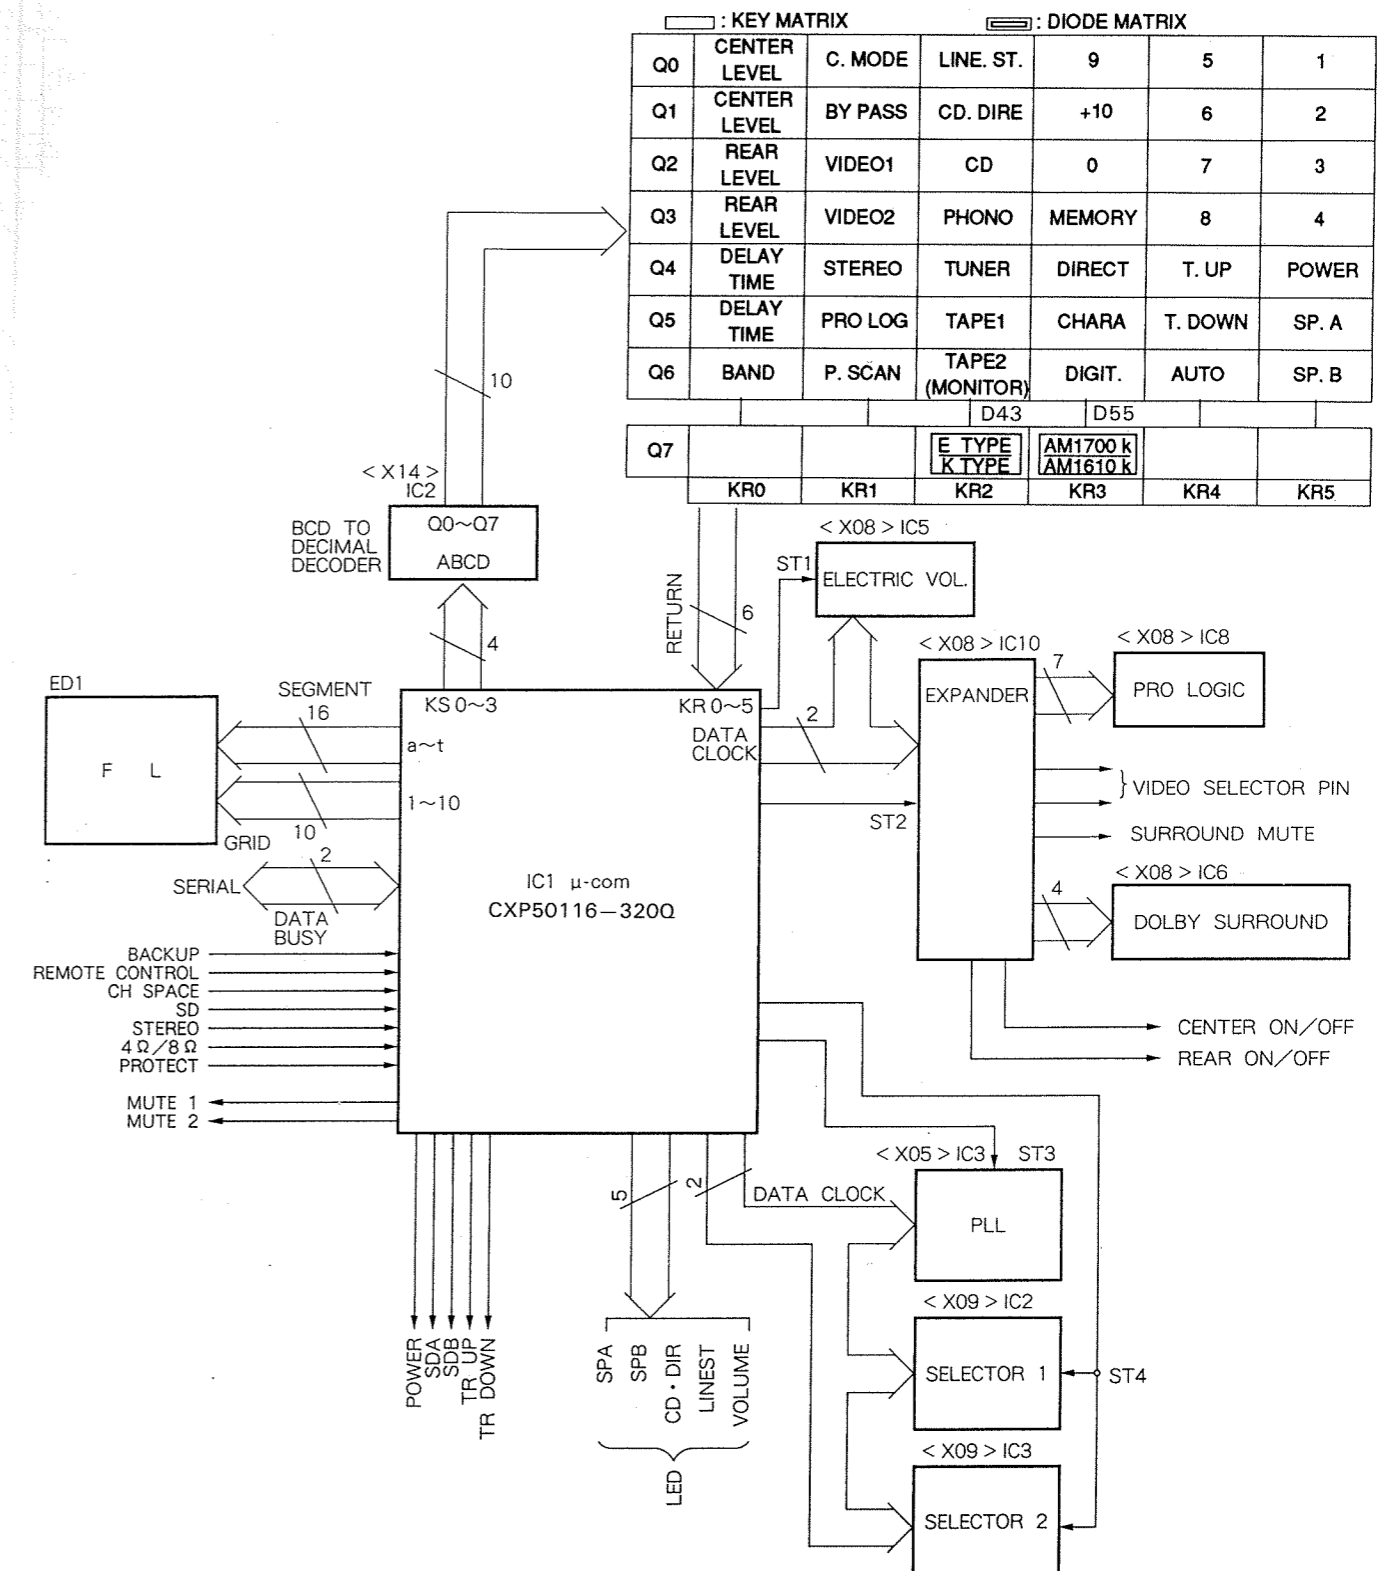 : KEY MATRIX
: DIODE MATRIX
Q0 CENTER LEVEL C. MODE LINE. ST. 9 5 1
Q1 CENTER LEVEL BY PASS CD. DIRE +10 6 2
Q2 REAR LEVEL VIDEO1 CD 0 7 3
Q3 REAR LEVEL VIDEO2 PHONO MEMORY 8 4
Q4 DELAY TIME STEREO TUNER DIRECT T. UP POWER
Q5 DELAY TIME PRO LOG TAPE1 CHARA T. DOWN SP. A
Q6 BAND P. SCAN TAPE2 (MONITOR) DIGIT. AUTO SP. B
D43 D55
Q7 E TYPE K TYPE AM1700 k AM1610 k
KR0 KR1 KR2 KR3 KR4 KR5
10
< X14 >
IC2
BCD TO
DECIMAL
DECODER
Q0~Q7
ABCD
4
RETURN
6
ST1
< X08 > IC5
ELECTRIC VOL.
< X08 > IC10
EXPANDER
7
< X08 > IC8
PRO LOGIC
VIDEO SELECTOR PIN
SURROUND MUTE
< X08 > IC6
4
DOLBY SURROUND
CENTER ON/OFF
REAR ON/OFF
ED1
F L
SEGMENT
16
10
GRID
2
SERIAL
DATA
BUSY
KS 0~3
KR 0~5
DATA
CLOCK
2
ST2
a~t
1~10
IC1 μ-com
CXP50116-320Q
BACKUP
REMOTE CONTROL
CH SPACE
SD
STEREO
4Ω/8Ω
PROTECT
MUTE 1
MUTE 2
POWER
SDA
SDB
TR UP
TR DOWN
5
SPA
SPB
CD・DIR
LINEST
VOLUME
LED
2
DATA CLOCK
< X05 > IC3
ST3
PLL
< X09 > IC2
SELECTOR 1
ST4
< X09 > IC3
SELECTOR 2